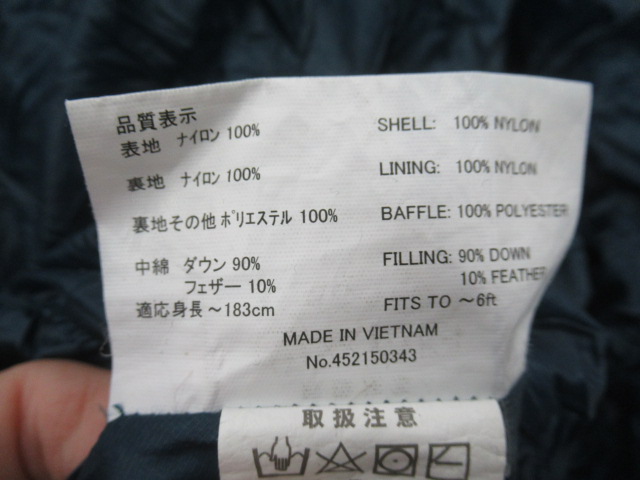 品質表示
表地 ナイロン 100% SHELL: 100% NYLON
裏地 ナイロン 100% LINING: 100% NYLON
裏地その他 ポリエステル 100% BAFFLE: 100% POLYESTER
中綿 ダウン 90% FILLING: 90% DOWN
フェザー 10% 10% FEATHER
適応身長 ～183cm FITS TO ～6ft
MADE IN VIETNAM
No.452150343
取扱注意